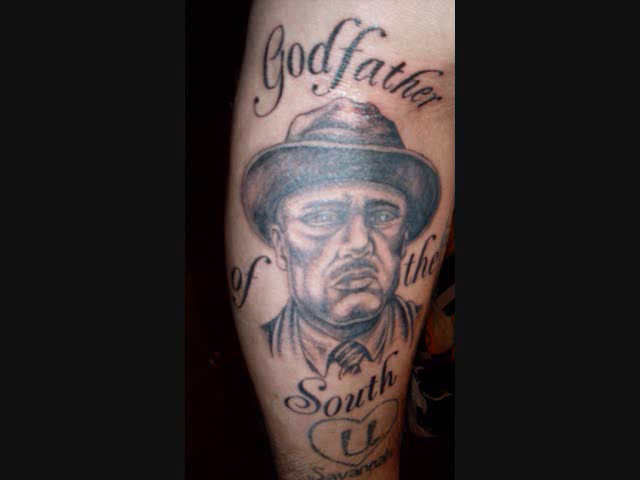 Godfather
of the
South
U
Savannah